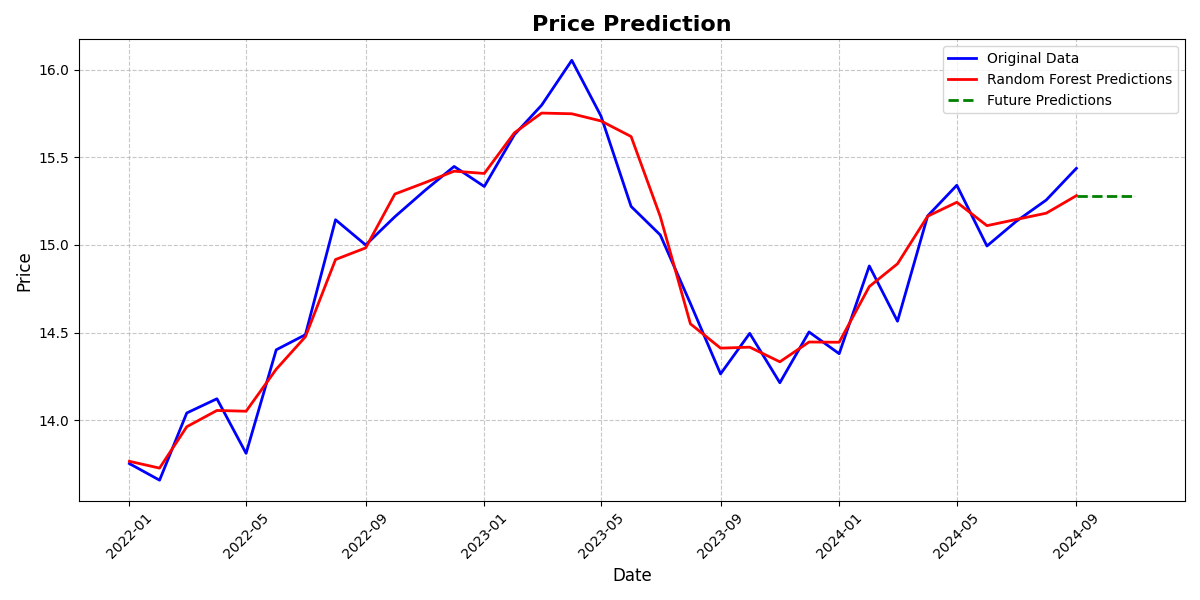 Price Prediction
Original Data
Random Forest Predictions
Future Predictions
Price
16.0
15.5
15.0
14.5
14.0
2022-01
2022-05
2022-09
2023-01
2023-05
2023-09
2024-01
2024-05
2024-09
Date